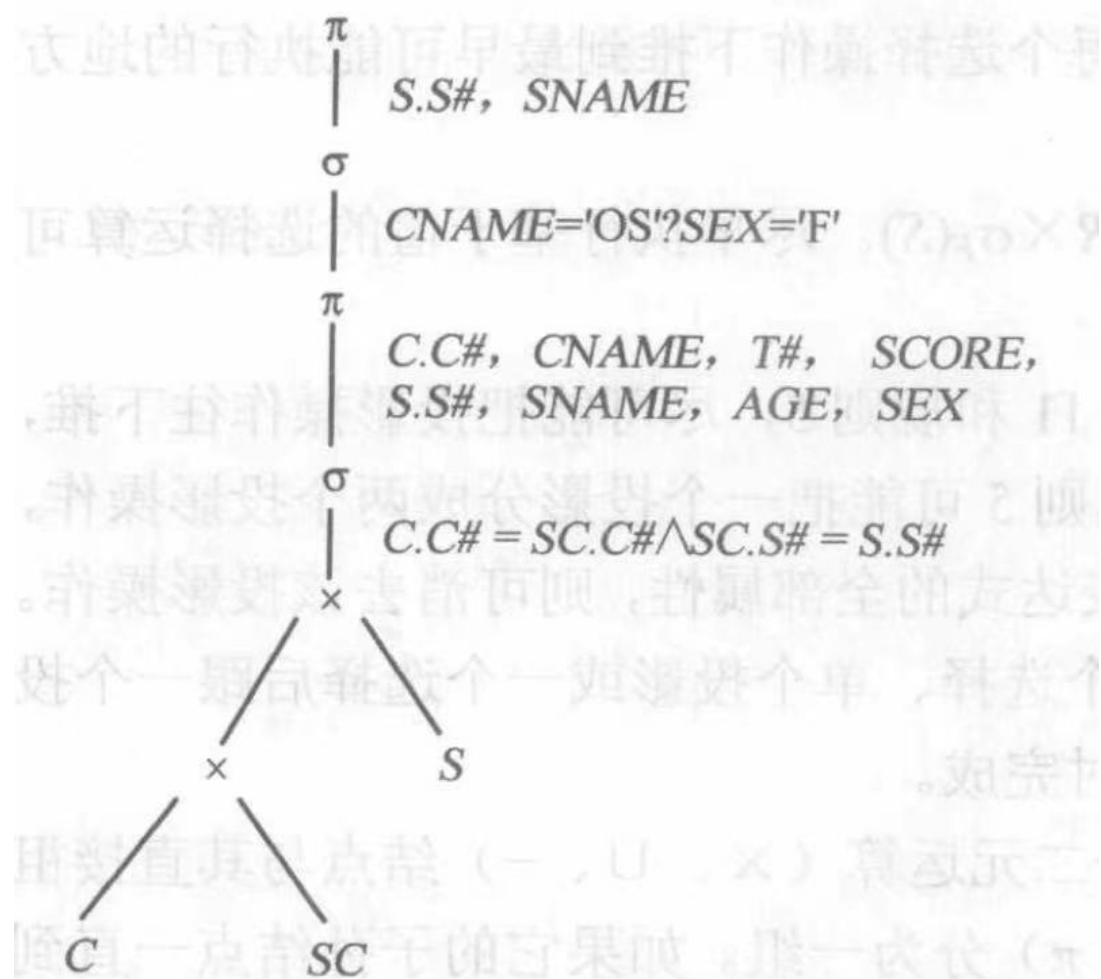 π
S.S#, SNAME
σ
CNAME='OS'?SEX='F'
π
C.C#, CNAME, T#, SCORE,
S.S#, SNAME, AGE, SEX
σ
C.C# = SC.C#∧SC.S# = S.S#
×
× S
C SC